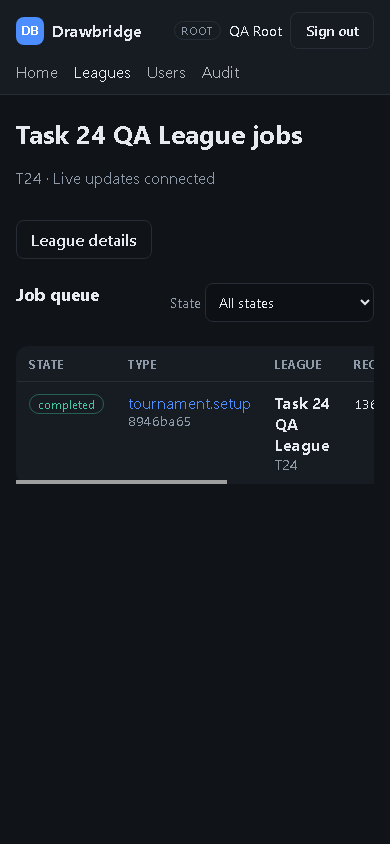 DB Drawbridge ROOT QA Root Sign out
Home Leagues Users Audit
Task 24 QA League jobs
T24 · Live updates connected
League details
Job queue State All states
STATE TYPE LEAGUE
completed tournament.setup Task 24
8946ba65 QA
League
T24